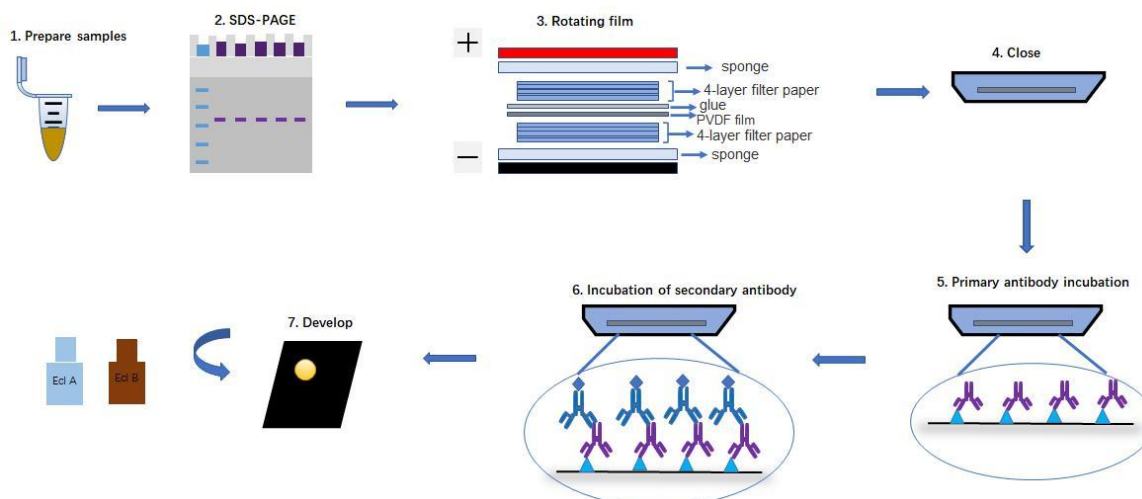 1. Prepare samples
2. SDS-PAGE
3. Rotating film
+
sponge
4-layer filter paper
glue
PVDF film
4-layer filter paper
−
sponge
4. Close
5. Primary antibody incubation
6. Incubation of secondary antibody
7. Develop
Ecl A
Ecl B